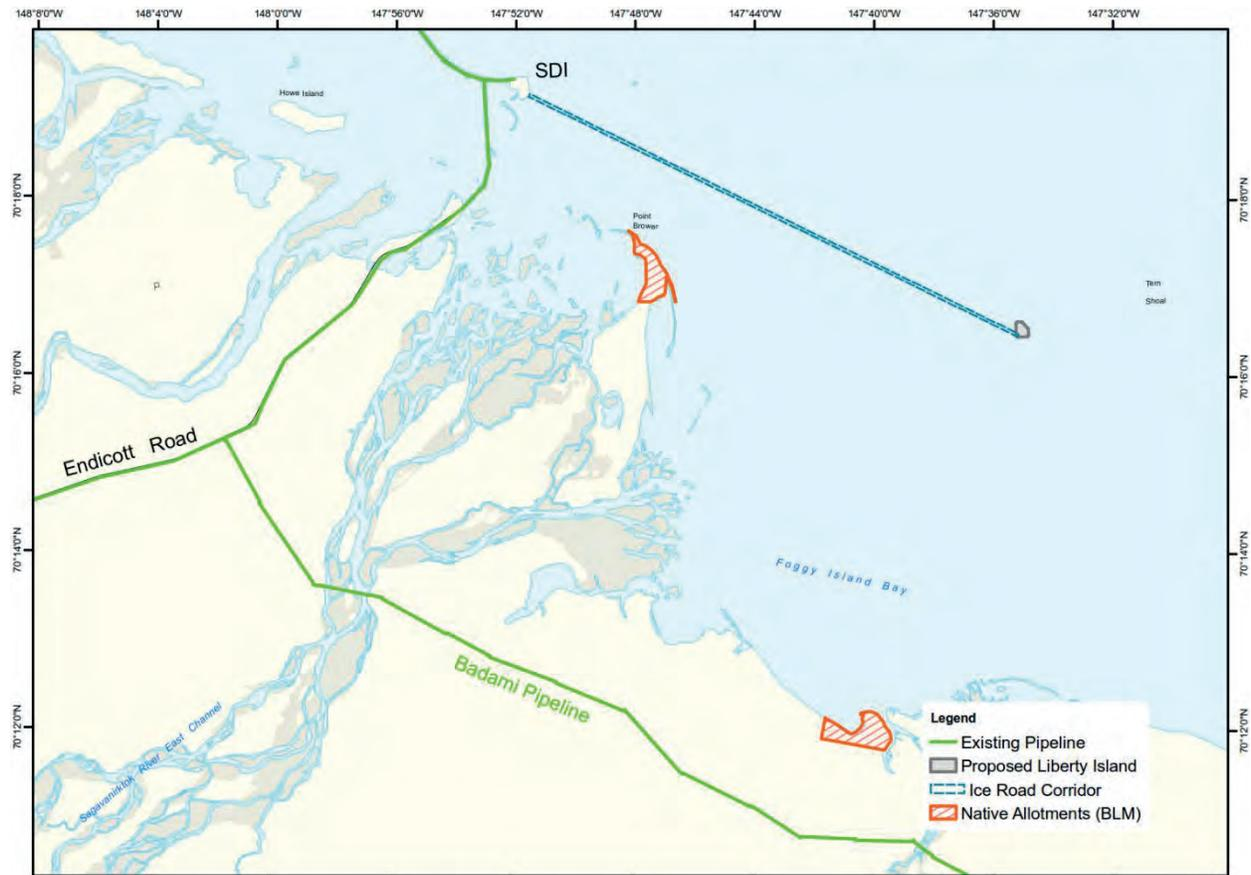 148°8'0"W 148°4'0"W 148°0'0"W 147°56'0"W 147°52'0"W 147°48'0"W 147°44'0"W 147°40'0"W 147°36'0"W 147°32'0"W
SDI
Howe Island
70°18'0"N
70°18'0"N
Point
Brower
P
Tern
Shoal
70°16'0"N
70°16'0"N
Endicott Road
70°14'0"N
70°14'0"N
Foggy Island Bay
Badami Pipeline
70°12'0"N
70°12'0"N
Sagavanirktok River East Channel
Legend
Existing Pipeline
Proposed Liberty Island
Ice Road Corridor
Native Allotments (BLM)